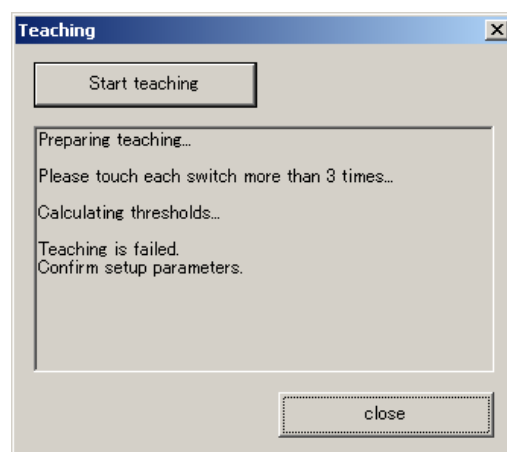 Teaching
Start teaching
Preparing teaching...
Please touch each switch more than 3 times...
Calculating thresholds...
Teaching is failed.
Confirm setup parameters.
close